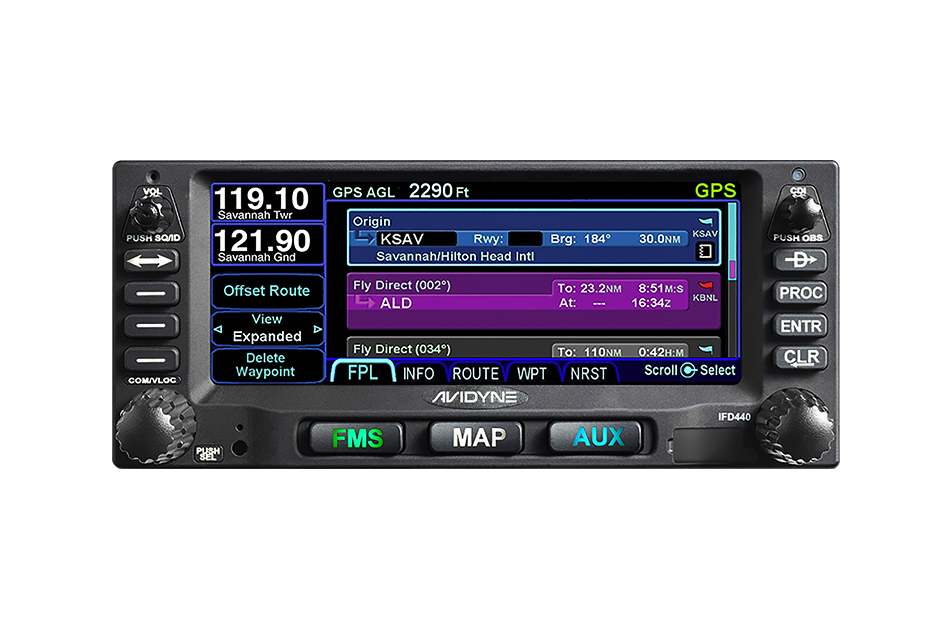 VOL
PUSH SQ/ID
COM/VLOC
PUSH
SEL
119.10
Savannah Twr
121.90
Savannah Gnd
Offset Route
View
Expanded
Delete
Waypoint
GPS AGL 2290 Ft
GPS
Origin
KSAV Rwy: Brg: 184° 30.0NM
Savannah/Hilton Head Intl
KSAV
Fly Direct (002°) To: 23.2NM 8:51M:S
ALD At: --- 16:34Z
KBNL
Fly Direct (034°) To: 110NM 0:42H:M
FPL INFO ROUTE WPT NRST Scroll Select
AVIDYNE
IFD440
FMS MAP AUX
CDI
PUSH OBS
D
PROC
ENTR
CLR